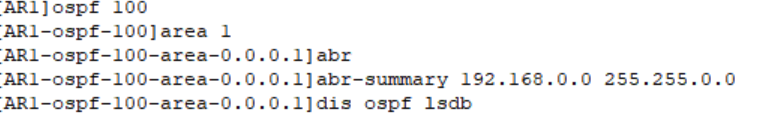 [AR1]ospf 100
[AR1-ospf-100]area 1
[AR1-ospf-100-area-0.0.0.1]abr
[AR1-ospf-100-area-0.0.0.1]abr-summary 192.168.0.0 255.255.0.0
[AR1-ospf-100-area-0.0.0.1]dis ospf lsdb